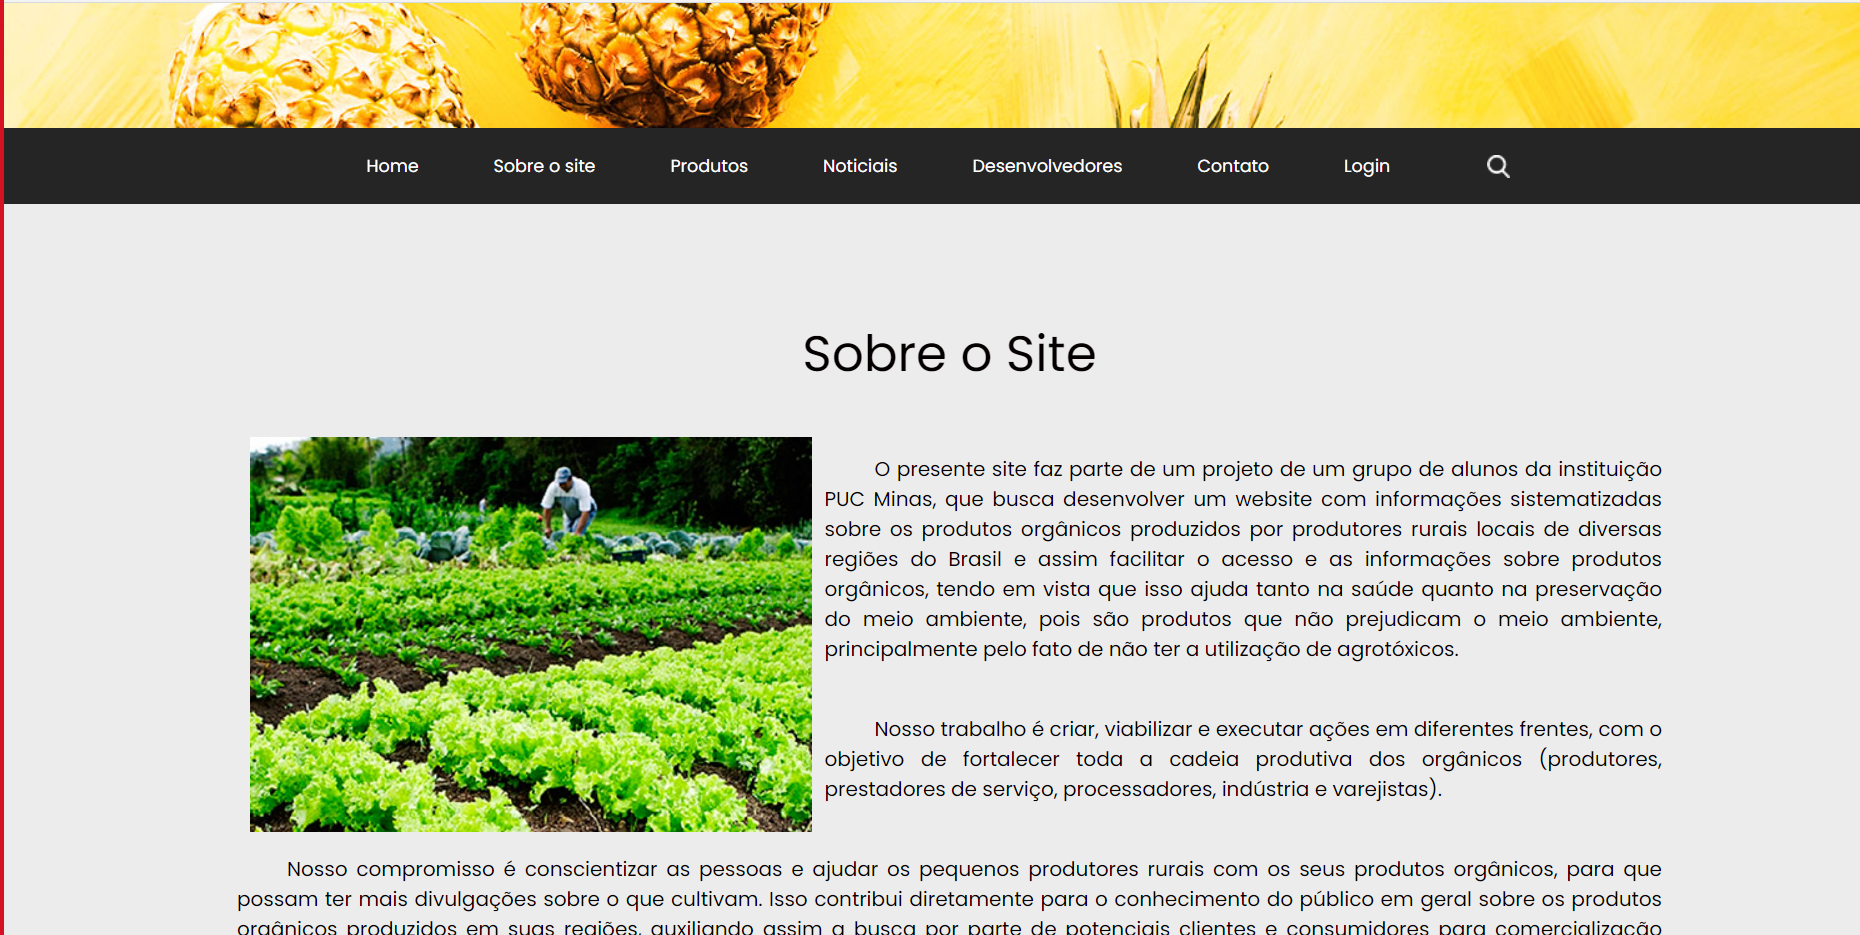 Home Sobre o site Produtos Noticiais Desenvolvedores Contato Login
Sobre o Site
O presente site faz parte de um projeto de um grupo de alunos da instituição
PUC Minas, que busca desenvolver um website com informações sistematizadas
sobre os produtos orgânicos produzidos por produtores rurais locais de diversas
regiões do Brasil e assim facilitar o acesso e as informações sobre produtos
orgânicos, tendo em vista que isso ajuda tanto na saúde quanto na preservação
do meio ambiente, pois são produtos que não prejudicam o meio ambiente,
principalmente pelo fato de não ter a utilização de agrotóxicos.
Nosso trabalho é criar, viabilizar e executar ações em diferentes frentes, com o
objetivo de fortalecer toda a cadeia produtiva dos orgânicos (produtores,
prestadores de serviço, processadores, indústria e varejistas).
Nosso compromisso é conscientizar as pessoas e ajudar os pequenos produtores rurais com os seus produtos orgânicos, para que
possam ter mais divulgações sobre o que cultivam. Isso contribui diretamente para o conhecimento do público em geral sobre os produtos
orgânicos produzidos em suas regiões, auxiliando assim a busca por parte de potenciais clientes e consumidores para comercialização